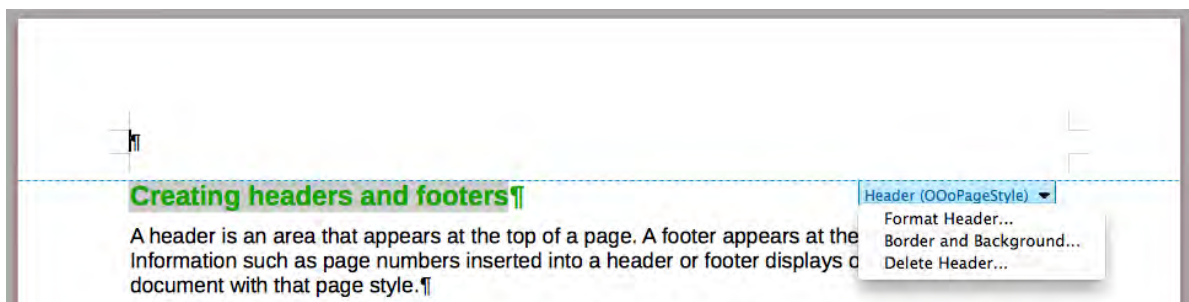 ¶
Creating headers and footers¶
Header (OOoPageStyle)
Format Header...
Border and Background...
Delete Header...
A header is an area that appears at the top of a page. A footer appears at the
Information such as page numbers inserted into a header or footer displays
document with that page style.¶